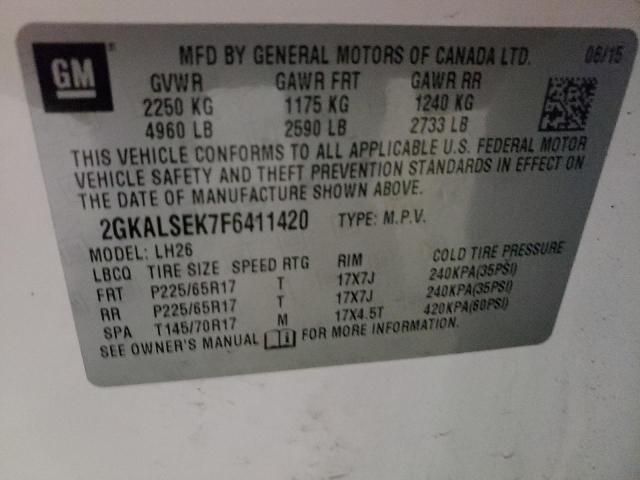 GM
MFD BY GENERAL MOTORS OF CANADA LTD. 06/15
GVWR GAWR FRT GAWR RR
2250 KG 1175 KG 1240 KG
4960 LB 2590 LB 2733 LB
THIS VEHICLE CONFORMS TO ALL APPLICABLE U.S. FEDERAL MOTOR
VEHICLE SAFETY AND THEFT PREVENTION STANDARDS IN EFFECT ON
THE DATE OF MANUFACTURE SHOWN ABOVE.
2GKALSEK7F6411420 TYPE: M.P.V.
MODEL: LH26
LBCQ TIRE SIZE SPEED RTG RIM COLD TIRE PRESSURE
FRT P225/65R17 T 17X7J 240KPA(35PSI)
RR P225/65R17 T 17X7J 240KPA(35PSI)
SPA T145/70R17 M 17X4.5T 420KPA(60PSI)
SEE OWNER'S MANUAL FOR MORE INFORMATION.